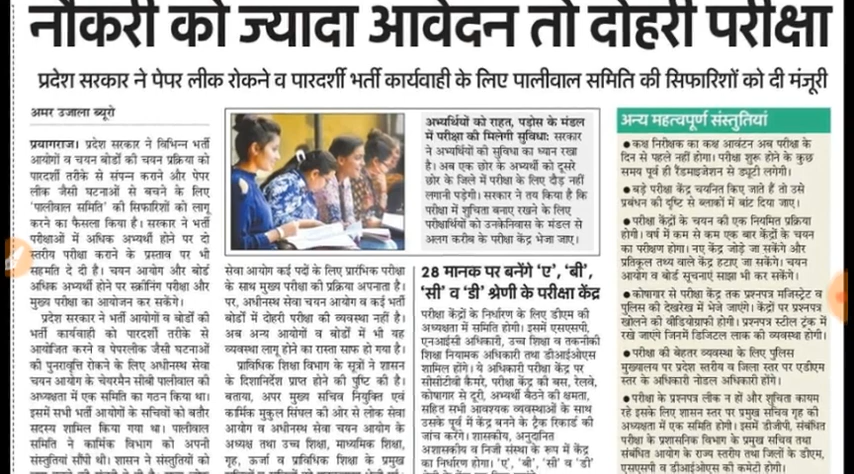 नौकरी को ज्यादा आवेदन तो दोहरी परीक्षा
प्रदेश सरकार ने पेपर लीक रोकने व पारदर्शी भर्ती कार्यवाही के लिए पालीवाल समिति की सिफारिशों को दी मंजूरी
अमर उजाला ब्यूरो
प्रयागराज। प्रदेश सरकार ने विभिन्न भर्ती
आयोगों व चयन बोर्डों की चयन प्रक्रिया को
पारदर्शी तरीके से संपन्न कराने और पेपर
लीक जैसी घटनाओं से बचने के लिए
'पालीवाल समिति' की सिफारिशों को लागू
करने का फैसला किया है। सरकार ने भर्ती
परीक्षाओं में अधिक अभ्यर्थी होने पर दो
स्तरीय परीक्षा कराने के प्रस्ताव पर भी
सहमति दे दी है। चयन आयोग और बोर्ड
अधिक अभ्यर्थी होने पर स्क्रीनिंग परीक्षा और
मुख्य परीक्षा का आयोजन कर सकेंगे।
प्रदेश सरकार ने भर्ती आयोगों व बोर्डों की
भर्ती कार्यवाही को पारदर्शी तरीके से
आयोजित करने व पेपरलीक जैसी घटनाओं
की पुनरावृत्ति रोकने के लिए अधीनस्थ सेवा
चयन आयोग के चेयरमैन सीबी पालीवाल की
अध्यक्षता में एक समिति का गठन किया था।
इसमें सभी भर्ती आयोगों के सचिवों को बतौर
सदस्य शामिल किया गया था। पालीवाल
समिति ने कार्मिक विभाग को अपनी
संस्तुतियां सौंपी थी। शासन ने संस्तुतियों को
अभ्यर्थियों को राहत, पड़ोस के मंडल
में परीक्षा की मिलेगी सुविधा: सरकार
ने अभ्यर्थियों की सुविधा का ध्यान रखा
है। अब एक छोर के अभ्यर्थी को दूसरे
छोर के जिले में परीक्षा के लिए दौड़ नहीं
लगानी पड़ेगी। सरकार ने तय किया है कि
परीक्षा में शुचिता बनाए रखने के लिए
परीक्षार्थियों को उनकेनिवास के मंडल से
अलग करीब के परीक्षा केंद्र भेजा जाए।
सेवा आयोग कई पदों के लिए प्रारंभिक परीक्षा
के साथ मुख्य परीक्षा की प्रक्रिया अपनाता है।
पर, अधीनस्थ सेवा चयन आयोग व कई भर्ती
बोर्डों में दोहरी परीक्षा की व्यवस्था नहीं है।
अब अन्य आयोगों व बोर्डों में भी यह
व्यवस्था लागू होने का रास्ता साफ हो गया है।
प्राविधिक शिक्षा विभाग के सूत्रों ने शासन
के दिशानिर्देश प्राप्त होने की पुष्टि की है।
बताया, अपर मुख्य सचिव नियुक्ति एवं
कार्मिक मुकुल सिंघल की ओर से लोक सेवा
आयोग व अधीनस्थ सेवा चयन आयोग के
अध्यक्ष तथा उच्च शिक्षा, माध्यमिक शिक्षा,
गृह, ऊर्जा व प्राविधिक शिक्षा के प्रमुख
28 मानक पर बनेंगे 'ए', 'बी',
'सी' व 'डी' श्रेणी के परीक्षा केंद्र
परीक्षा केंद्रों के निर्धारण के लिए डीएम की
अध्यक्षता में समिति होगी। इसमें एसएसपी,
एनआईसी अधिकारी, उच्च शिक्षा व तकनीकी
शिक्षा नियामक अधिकारी तथा डीआईओएस
शामिल होंगे। ये अधिकारी परीक्षा केंद्र पर
सीसीटीवी कैमरे, परीक्षा केंद्र की बस, रेलवे,
कोषागार से दूरी, अभ्यर्थी बैठने की क्षमता,
सहित सभी आवश्यक व्यवस्थाओं के साथ
उसके पूर्व में केंद्र बनने के ट्रैक रिकार्ड की
जांच करेंगे। शासकीय, अनुदानित
अशासकीय व निजी संस्था के रूप में केंद्र
का निर्धारण होगा। 'ए', 'बी', 'सी' व 'डी'
अन्य महत्वपूर्ण संस्तुतियां
● कक्ष निरीक्षक का कक्ष आवंटन अब परीक्षा के
दिन से पहले नहीं होगा। परीक्षा शुरू होने के कुछ
समय पूर्व ही रैंडमाइजेशन से ड्यूटी लगेगी।
● बड़े परीक्षा केंद्र चयनित किए जाते हैं तो उसे
प्रबंधन की दृष्टि से ब्लाकों में बांट दिया जाए।
● परीक्षा केंद्रों के चयन की एक नियमित प्रक्रिया
होगी। वर्ष में कम से कम एक बार केंद्रों के चयन
का परीक्षण होगा। नए केंद्र जोड़े जा सकेंगे और
प्रतिकूल तथ्य वाले केंद्र हटाए जा सकेंगे। चयन
आयोग व बोर्ड सूचनाएं साझा भी कर सकेंगे।
● कोषागार से परीक्षा केंद्र तक प्रश्नपत्र मजिस्ट्रेट व
पुलिस की देखरेख में भेजे जाएंगे। केंद्रों पर प्रश्नपत्र
खोलने की वीडियोग्राफी होगी। प्रश्नपत्र स्टील ट्रंक में
रखे जाएंगे जिनमें डिजिटल लाक की व्यवस्था होगी।
● परीक्षा की बेहतर व्यवस्था के लिए पुलिस
मुख्यालय पर प्रदेश स्तरीय व जिला स्तर पर एडीएम
स्तर के अधिकारी नोडल अधिकारी होंगे।
● परीक्षा के प्रश्नपत्र लीक न हों और शुचिता कायम
रहे इसके लिए शासन स्तर पर प्रमुख सचिव गृह की
अध्यक्षता में एक समिति होगी। इसमें डीजीपी, संबंधित
परीक्षा के प्रशासनिक विभाग के प्रमुख सचिव तथा
संबंधित आयोग के राज्य स्तरीय तथा जिलों के डीएम,
एसएसपी व डीआईओएस की कमेटी होगी।